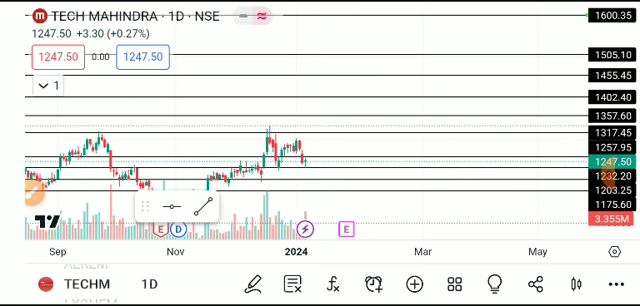 TECH MAHINDRA · 1D · NSE
1247.50 +3.30 (+0.27%)
1247.50 0.00 1247.50
1
1600.35
1505.10
1455.45
1402.40
1357.60
1317.45
1257.95
1247.50
1232.20
1203.25
1175.60
3.355M
E D E
Sep Nov 2024 Mar May
ALKEM
TECHM 1D
LXCHEM